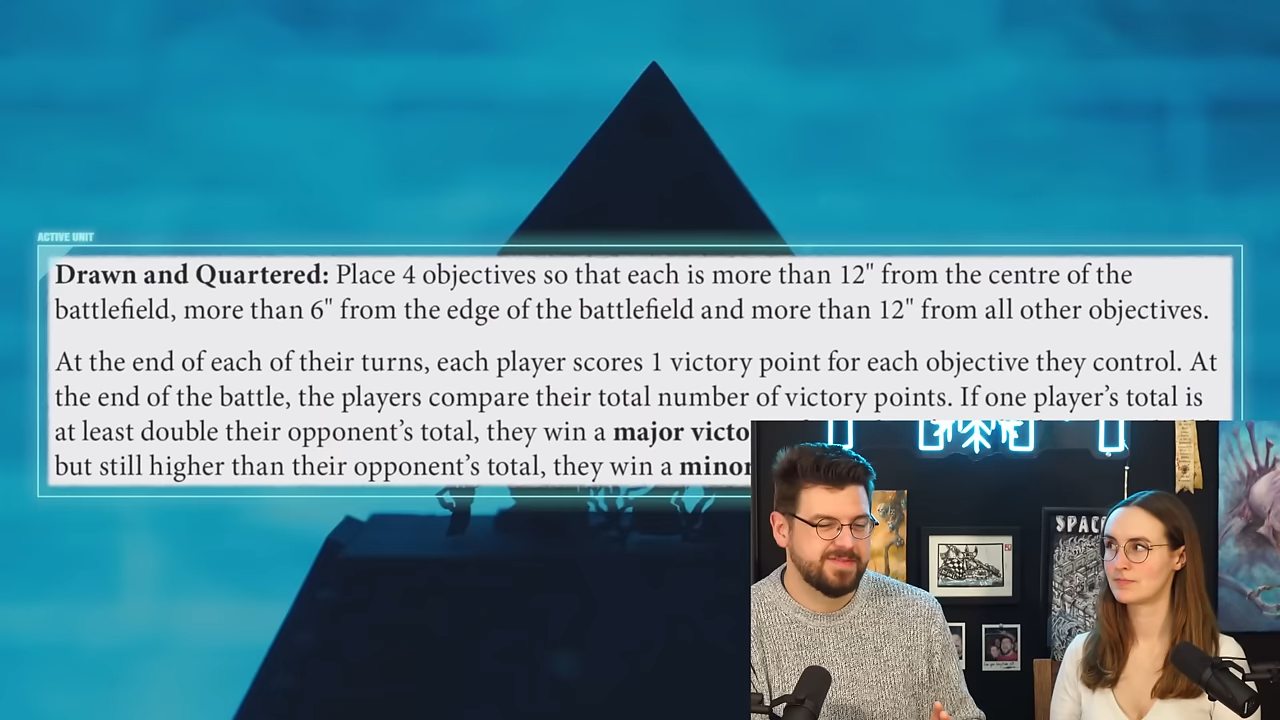 ACTIVE UNIT
Drawn and Quartered: Place 4 objectives so that each is more than 12" from the centre of the
battlefield, more than 6" from the edge of the battlefield and more than 12" from all other objectives.
At the end of each of their turns, each player scores 1 victory point for each objective they control. At
the end of the battle, the players compare their total number of victory points. If one player’s total is
at least double their opponent’s total, they win a major victo
but still higher than their opponent’s total, they win a minor
SPACE